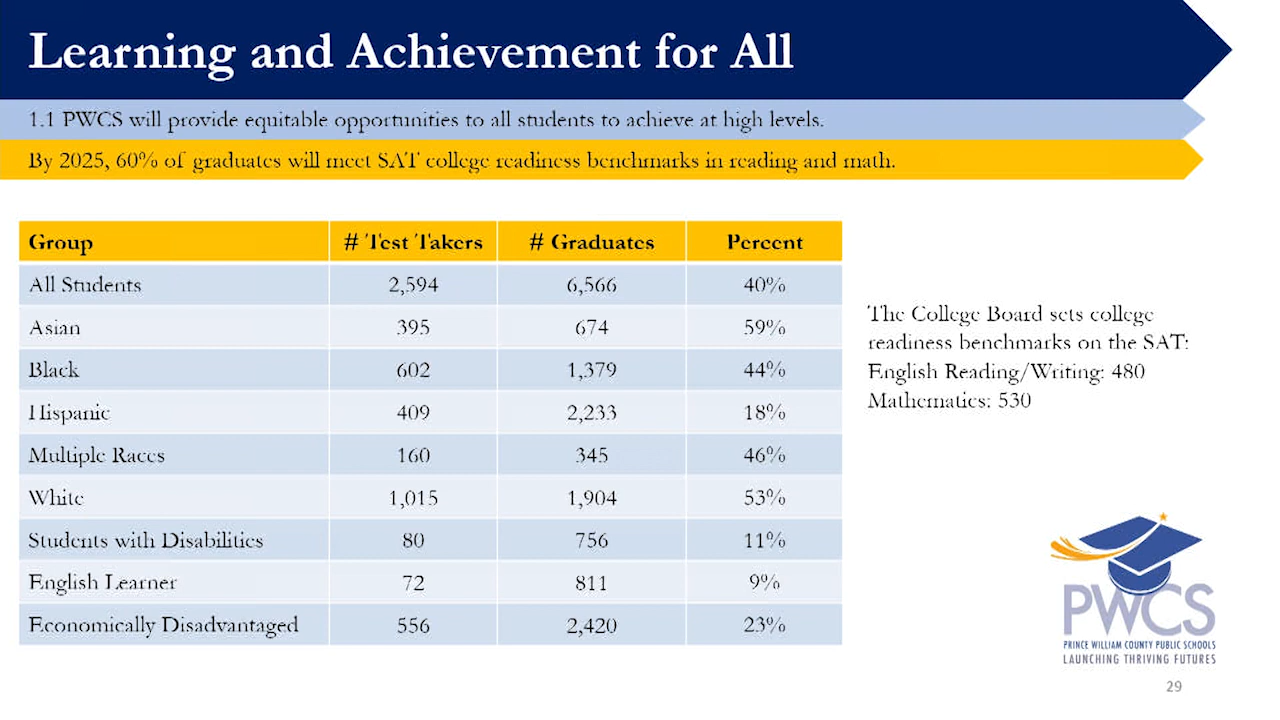 Learning and Achievement for All
1.1 PWCS will provide equitable opportunities to all students to achieve at high levels.
By 2025, 60% of graduates will meet SAT college readiness benchmarks in reading and math.
Group # Test Takers # Graduates Percent
All Students 2,594 6,566 40%
Asian 395 674 59%
Black 602 1,379 44%
Hispanic 409 2,233 18%
Multiple Races 160 345 46%
White 1,015 1,904 53%
Students with Disabilities 80 756 11%
English Learner 72 811 9%
Economically Disadvantaged 556 2,420 23%
The College Board sets college
readiness benchmarks on the SAT:
English Reading/Writing: 480
Mathematics: 530
PWCS
PRINCE WILLIAM COUNTY PUBLIC SCHOOLS
LAUNCHING THRIVING FUTURES
29